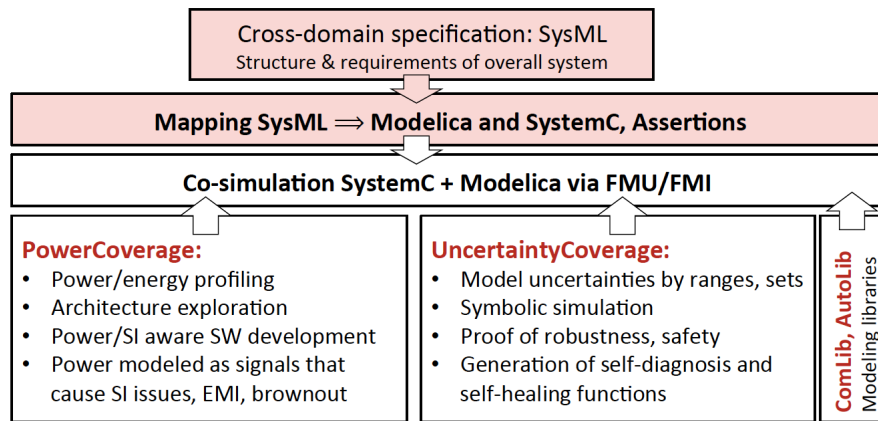 Cross-domain specification: SysML
Structure & requirements of overall system
Mapping SysML ⟹ Modelica and SystemC, Assertions
Co-simulation SystemC + Modelica via FMU/FMI
PowerCoverage:
• Power/energy profiling
• Architecture exploration
• Power/SI aware SW development
• Power modeled as signals that
cause SI issues, EMI, brownout
UncertaintyCoverage:
• Model uncertainties by ranges, sets
• Symbolic simulation
• Proof of robustness, safety
• Generation of self-diagnosis and
self-healing functions
ComLib, AutoLib
Modeling libraries